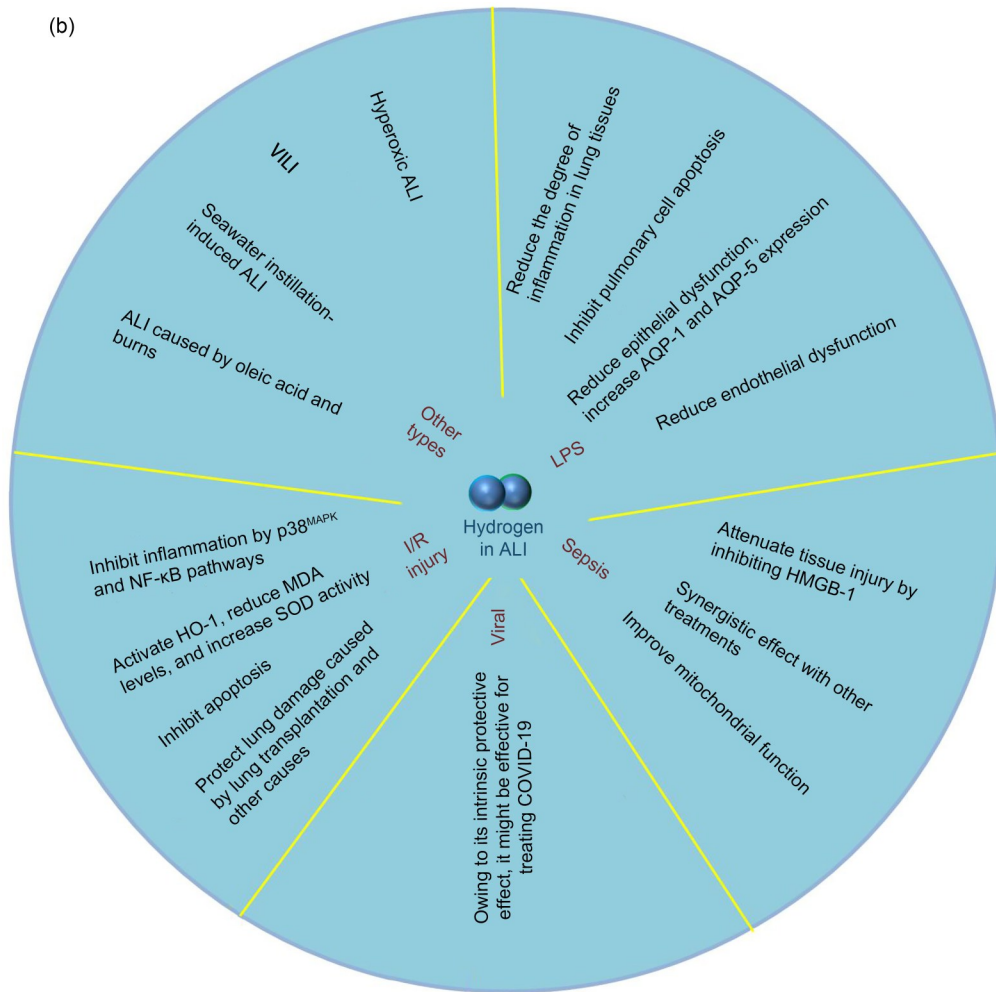 (b)
Hyperoxic ALI
VILI
Seawater instillation-
induced ALI
ALI caused by oleic acid and
burns
Other
types
Reduce the degree of
inflammation in lung tissues
Inhibit pulmonary cell apoptosis
Reduce epithelial dysfunction,
increase AQP-1 and AQP-5 expression
Reduce endothelial dysfunction
LPS
Hydrogen
in ALI
Sepsis
Attenuate tissue injury by
inhibiting HMGB-1
Synergistic effect with other
treatments
Improve mitochondrial function
Viral
Owing to its intrinsic protective
effect, it might be effective for
treating COVID-19
I/R
injury
Inhibit inflammation by p38ᴹᴬᴾᴷ
and NF-κB pathways
Activate HO-1, reduce MDA
levels, and increase SOD activity
Inhibit apoptosis
Protect lung damage caused
by lung transplantation and
other causes